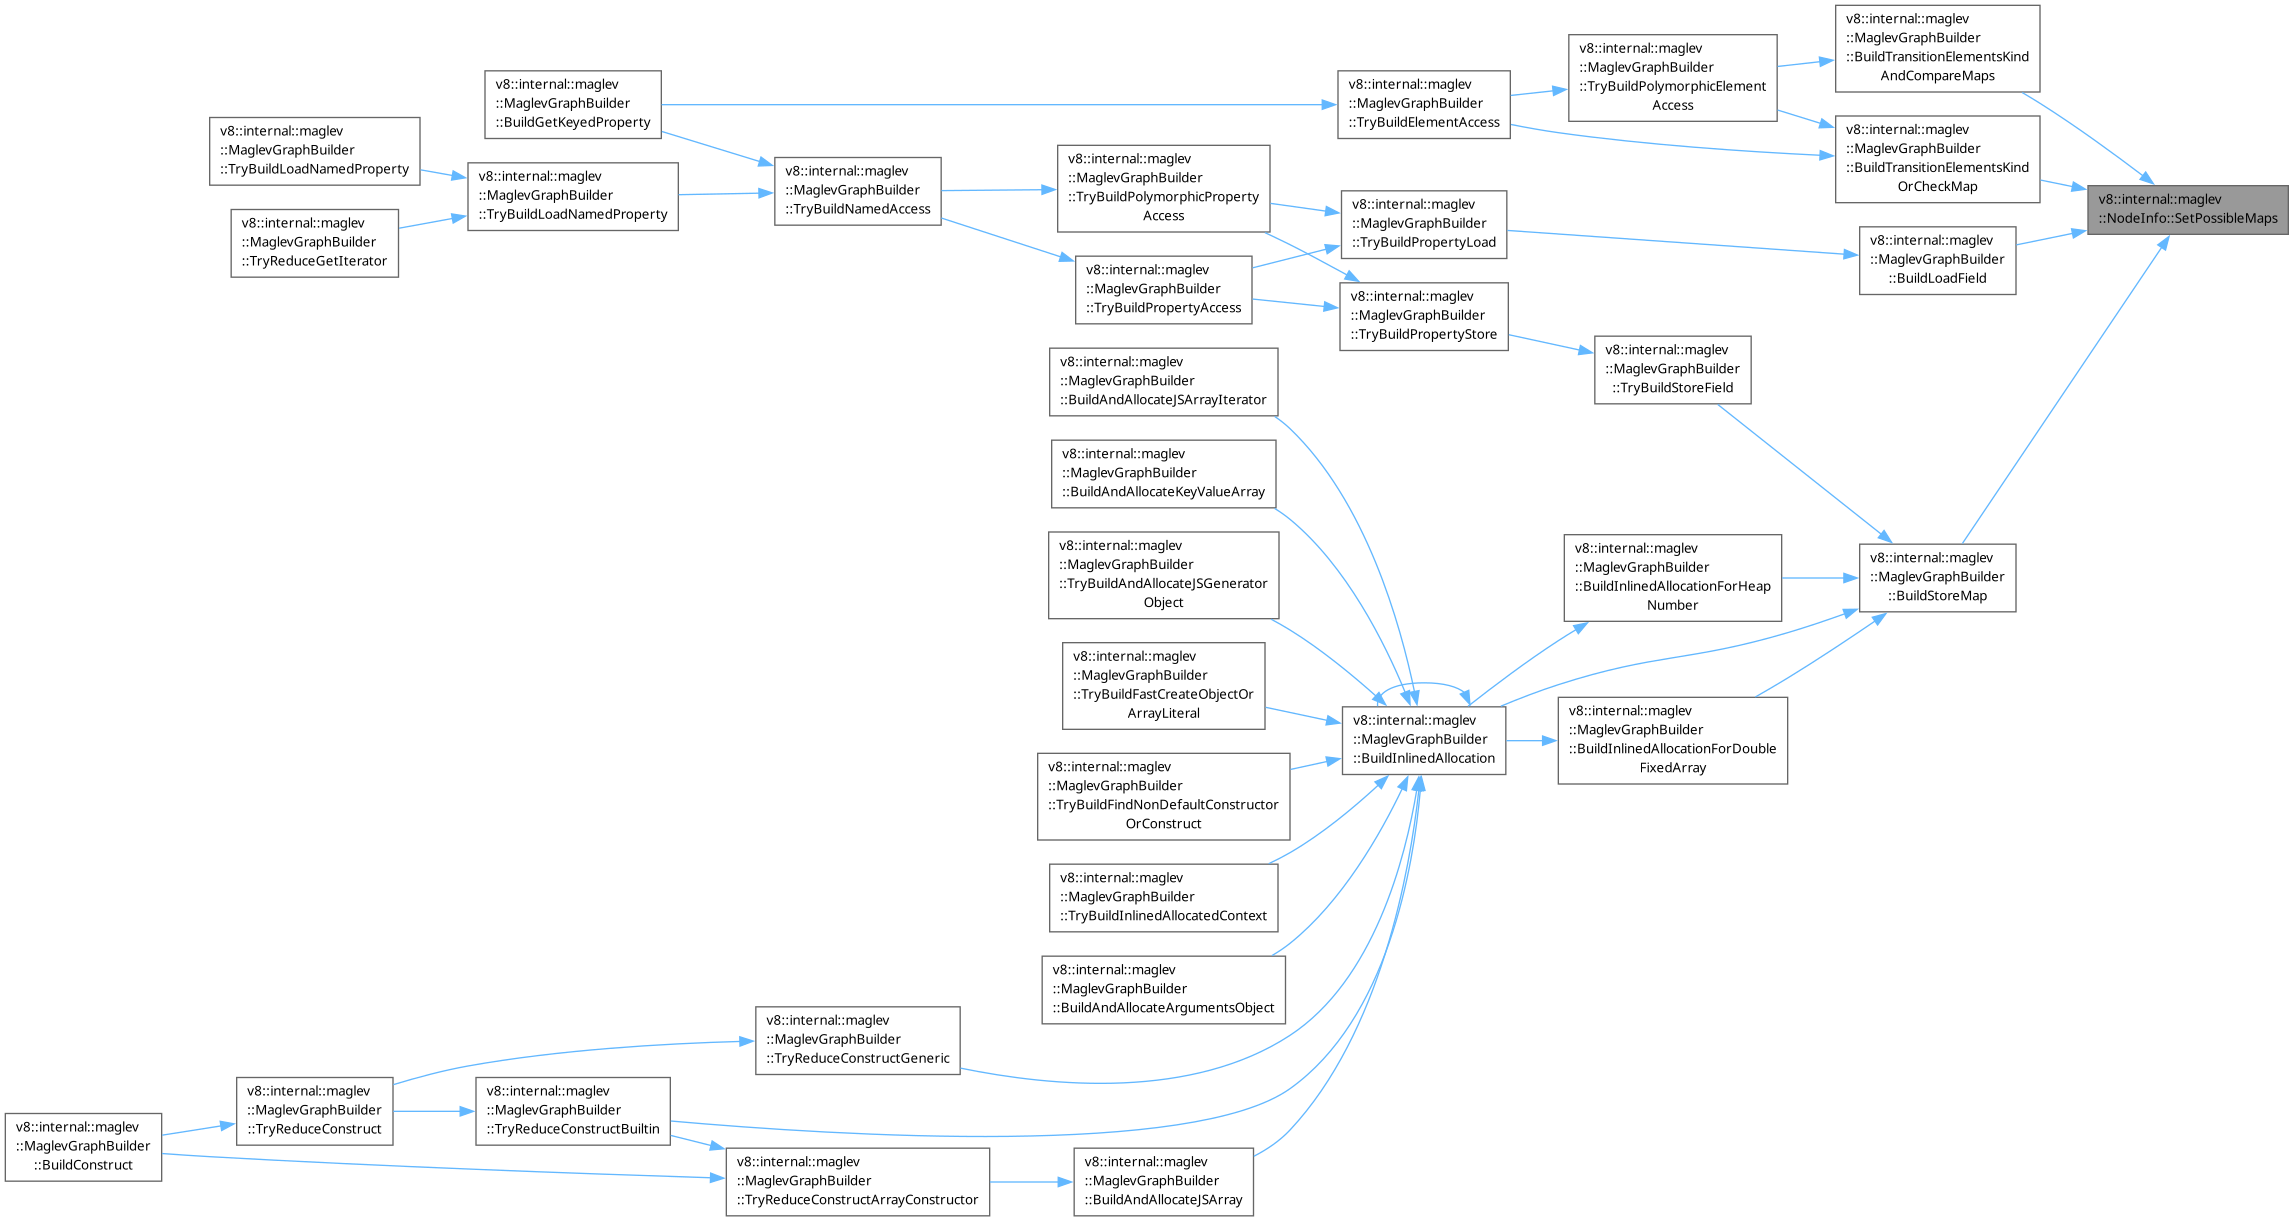 v8::internal::maglev
::MaglevGraphBuilder
::BuildTransitionElementsKind
AndCompareMaps
v8::internal::maglev
::MaglevGraphBuilder
::TryBuildPolymorphicElement
Access
v8::internal::maglev
::MaglevGraphBuilder
::BuildGetKeyedProperty
v8::internal::maglev
::MaglevGraphBuilder
::TryBuildElementAccess
v8::internal::maglev
::MaglevGraphBuilder
::TryBuildLoadNamedProperty
v8::internal::maglev
::MaglevGraphBuilder
::BuildTransitionElementsKind
OrCheckMap
v8::internal::maglev
::MaglevGraphBuilder
::TryBuildLoadNamedProperty
v8::internal::maglev
::MaglevGraphBuilder
::TryBuildNamedAccess
v8::internal::maglev
::MaglevGraphBuilder
::TryBuildPolymorphicProperty
Access
v8::internal::maglev
::MaglevGraphBuilder
::TryBuildPropertyLoad
v8::internal::maglev
::NodeInfo::SetPossibleMaps
v8::internal::maglev
::MaglevGraphBuilder
::TryReduceGetIterator
v8::internal::maglev
::MaglevGraphBuilder
::BuildLoadField
v8::internal::maglev
::MaglevGraphBuilder
::TryBuildPropertyAccess
v8::internal::maglev
::MaglevGraphBuilder
::TryBuildPropertyStore
v8::internal::maglev
::MaglevGraphBuilder
::TryBuildStoreField
v8::internal::maglev
::MaglevGraphBuilder
::BuildAndAllocateJSArrayIterator
v8::internal::maglev
::MaglevGraphBuilder
::BuildAndAllocateKeyValueArray
v8::internal::maglev
::MaglevGraphBuilder
::TryBuildAndAllocateJSGenerator
Object
v8::internal::maglev
::MaglevGraphBuilder
::BuildInlinedAllocationForHeap
Number
v8::internal::maglev
::MaglevGraphBuilder
::BuildStoreMap
v8::internal::maglev
::MaglevGraphBuilder
::TryBuildFastCreateObjectOr
ArrayLiteral
v8::internal::maglev
::MaglevGraphBuilder
::BuildInlinedAllocation
v8::internal::maglev
::MaglevGraphBuilder
::BuildInlinedAllocationForDouble
FixedArray
v8::internal::maglev
::MaglevGraphBuilder
::TryBuildFindNonDefaultConstructor
OrConstruct
v8::internal::maglev
::MaglevGraphBuilder
::TryBuildInlinedAllocatedContext
v8::internal::maglev
::MaglevGraphBuilder
::BuildAndAllocateArgumentsObject
v8::internal::maglev
::MaglevGraphBuilder
::TryReduceConstructGeneric
v8::internal::maglev
::MaglevGraphBuilder
::TryReduceConstruct
v8::internal::maglev
::MaglevGraphBuilder
::TryReduceConstructBuiltin
v8::internal::maglev
::MaglevGraphBuilder
::BuildConstruct
v8::internal::maglev
::MaglevGraphBuilder
::TryReduceConstructArrayConstructor
v8::internal::maglev
::MaglevGraphBuilder
::BuildAndAllocateJSArray